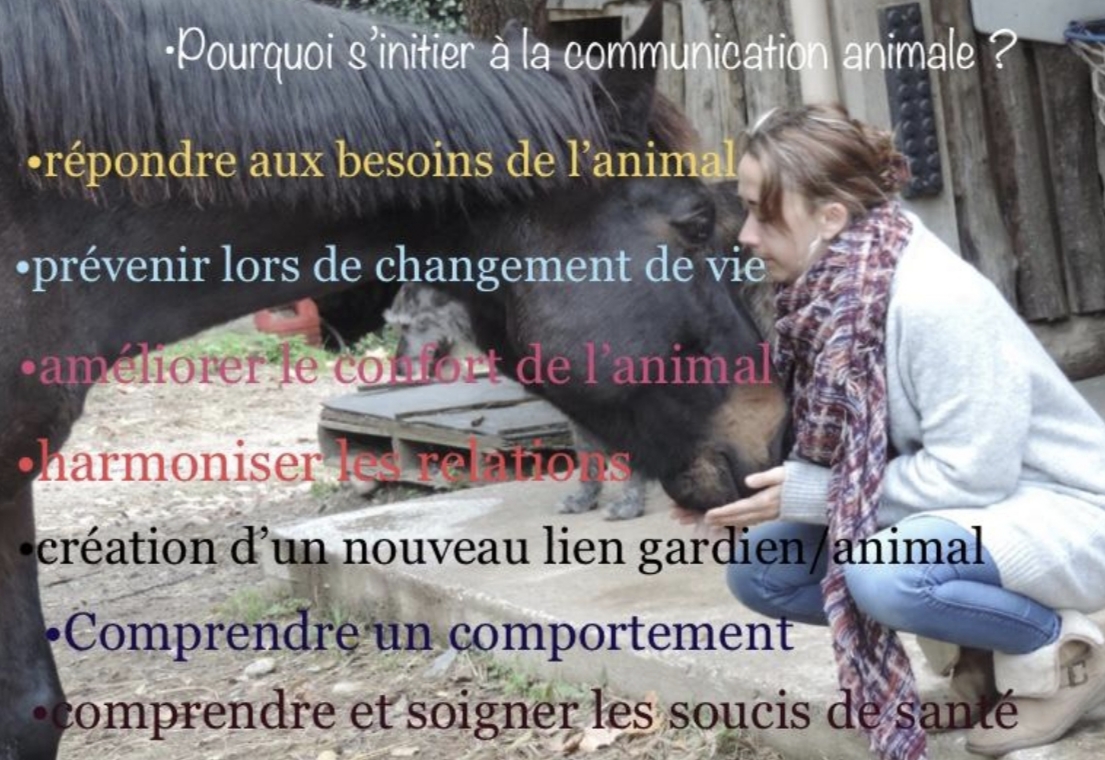 •Pourquoi s'initier à la communication animale ?
•répondre aux besoins de l'animal
•prévenir lors de changement de vie
•améliorer le confort de l'animal
•harmoniser les relations
•création d'un nouveau lien gardien/animal
•Comprendre un comportement
•comprendre et soigner les soucis de santé